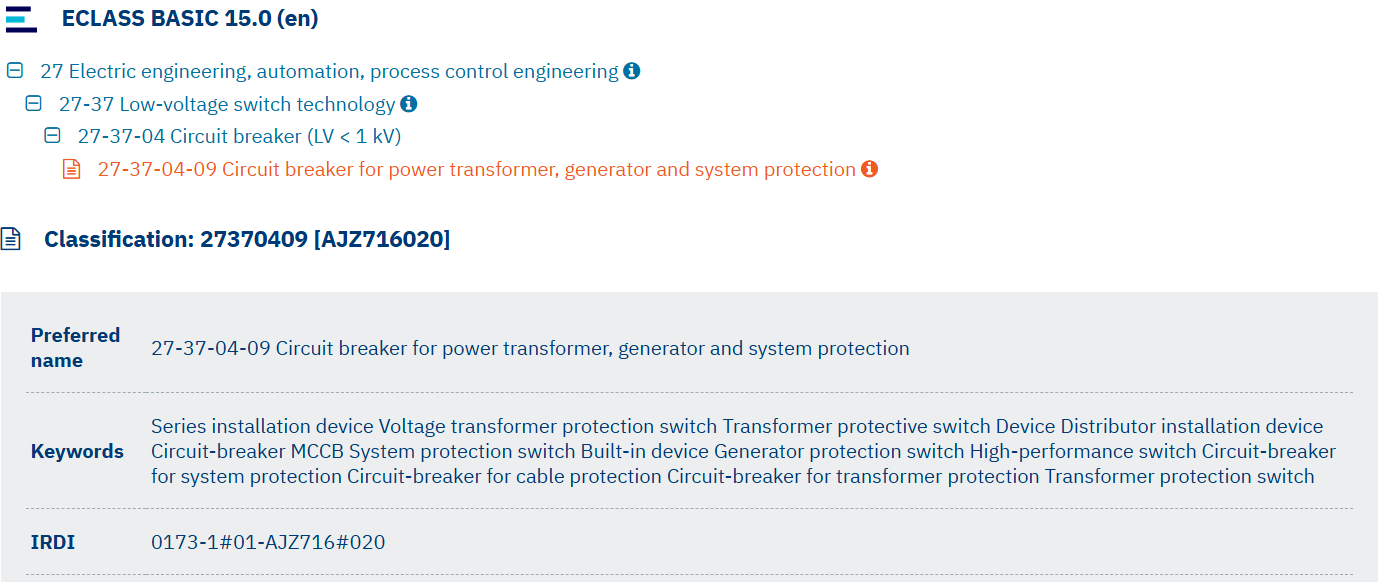 ECLASS BASIC 15.0 (en)
27 Electric engineering, automation, process control engineering
27-37 Low-voltage switch technology
27-37-04 Circuit breaker (LV < 1 kV)
27-37-04-09 Circuit breaker for power transformer, generator and system protection
Classification: 27370409 [AJZ716020]
Preferred name
27-37-04-09 Circuit breaker for power transformer, generator and system protection
Keywords
Series installation device Voltage transformer protection switch Transformer protective switch Device Distributor installation device
Circuit-breaker MCCB System protection switch Built-in device Generator protection switch High-performance switch Circuit-breaker
for system protection Circuit-breaker for cable protection Circuit-breaker for transformer protection Transformer protection switch
IRDI
0173-1#01-AJZ716#020